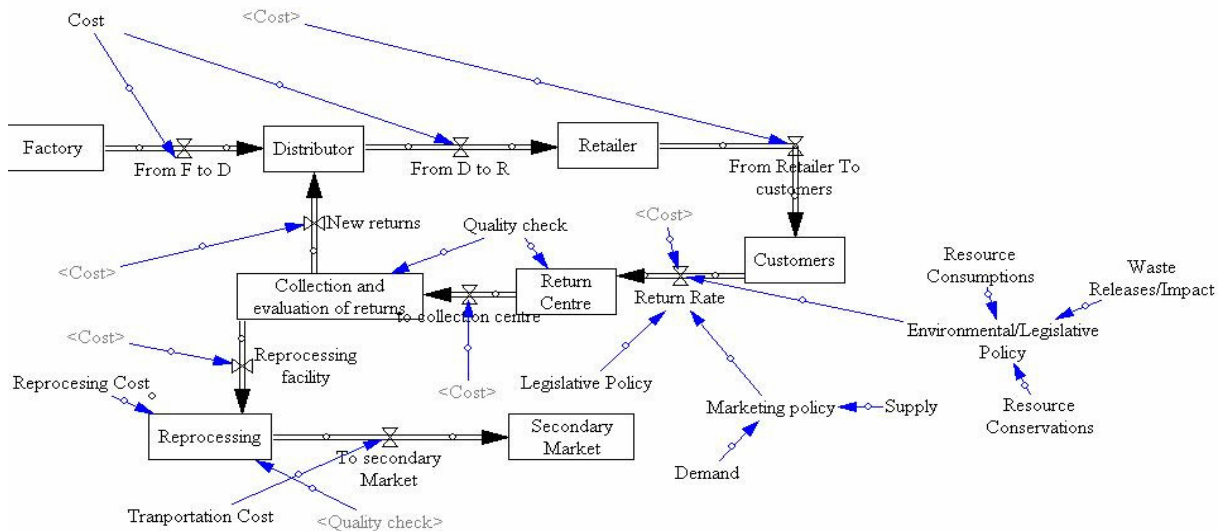 Cost
<Cost>
Factory
Distributor
Retailer
From F to D
From D to R
From Retailer To
customers
New returns
Quality check
<Cost>
<Cost>
Customers
Resource
Consumptions
Waste
Releases/Impact
Collection and
evaluation of returns
to collection centre
Return
Centre
Return Rate
Environmental/Legislative
Policy
<Cost>
Reprocessing
facility
<Cost>
Legislative Policy
Reprocesing Cost
Marketing policy
Supply
Resource
Conservations
Reprocessing
To secondary
Market
Secondary
Market
Demand
Tranportation Cost
<Quality check>